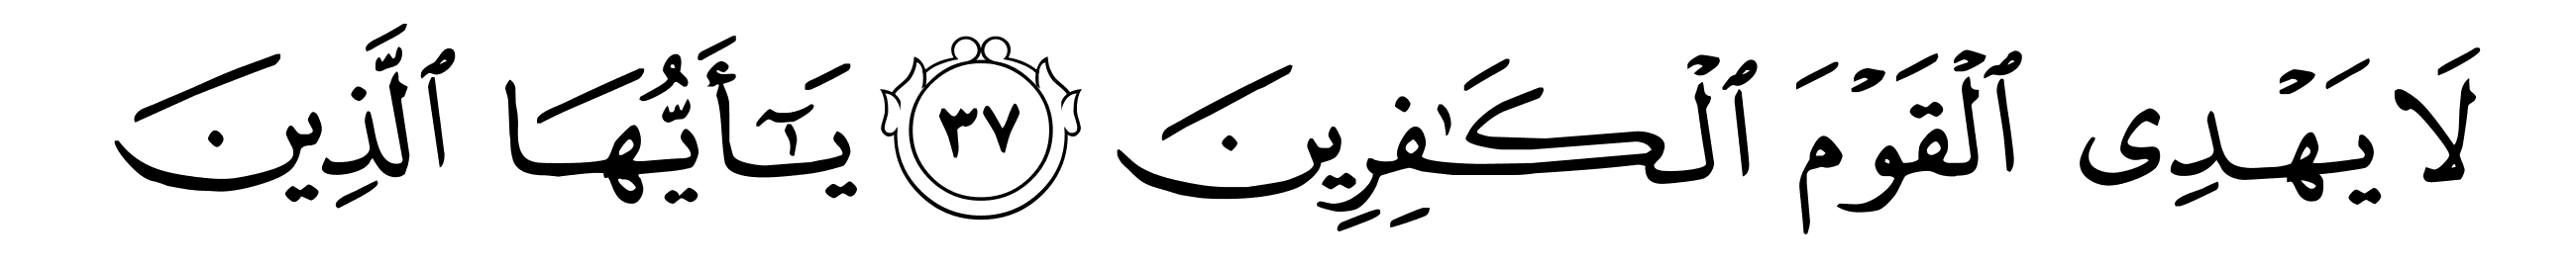 لَا يَهْدِى ٱلْقَوْمَ ٱلْكَـٰفِرِينَ ٣٧ يَـٰٓأَيُّهَا ٱلَّذِينَ